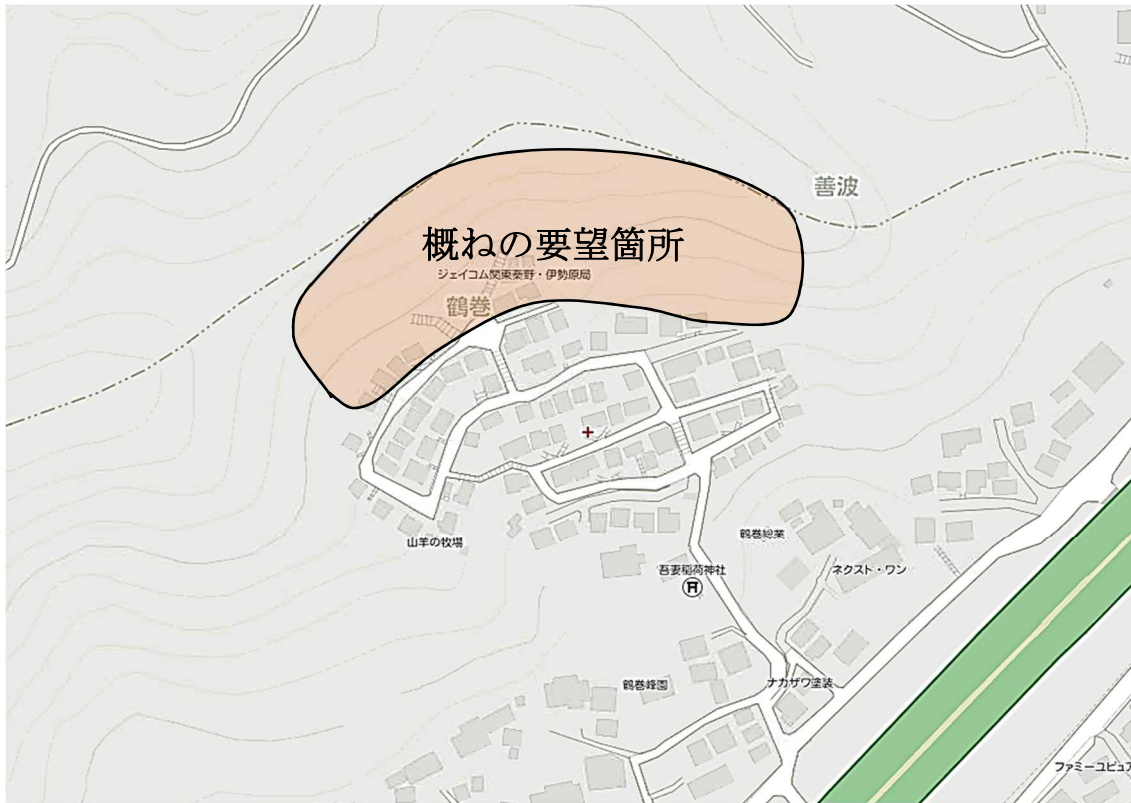 善波
概ねの要望箇所
ジェイコム関東秦野・伊勢原局
鶴巻
山羊の牧場
鶴巻総業
吾妻稲荷神社
ネクスト・ワン
鶴巻峰園
ナカザワ塗装
ファミーユピュア